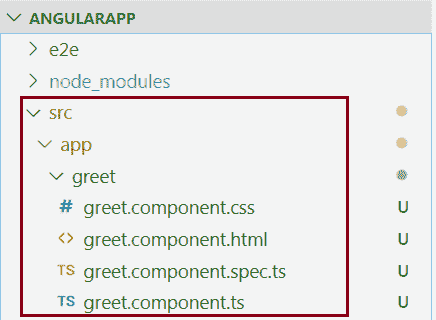 ANGULARAPP
e2e
node_modules
src
app
greet
# greet.component.css U
<> greet.component.html U
TS greet.component.spec.ts U
TS greet.component.ts U